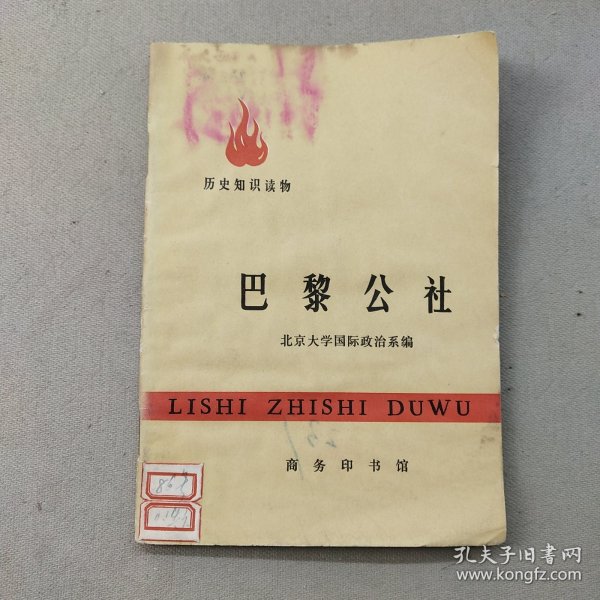 历史知识读物
巴黎公社
北京大学国际政治系编
LISHI ZHISHI DUWU
商务印书馆
孔夫子旧书网
www.kongfz.com